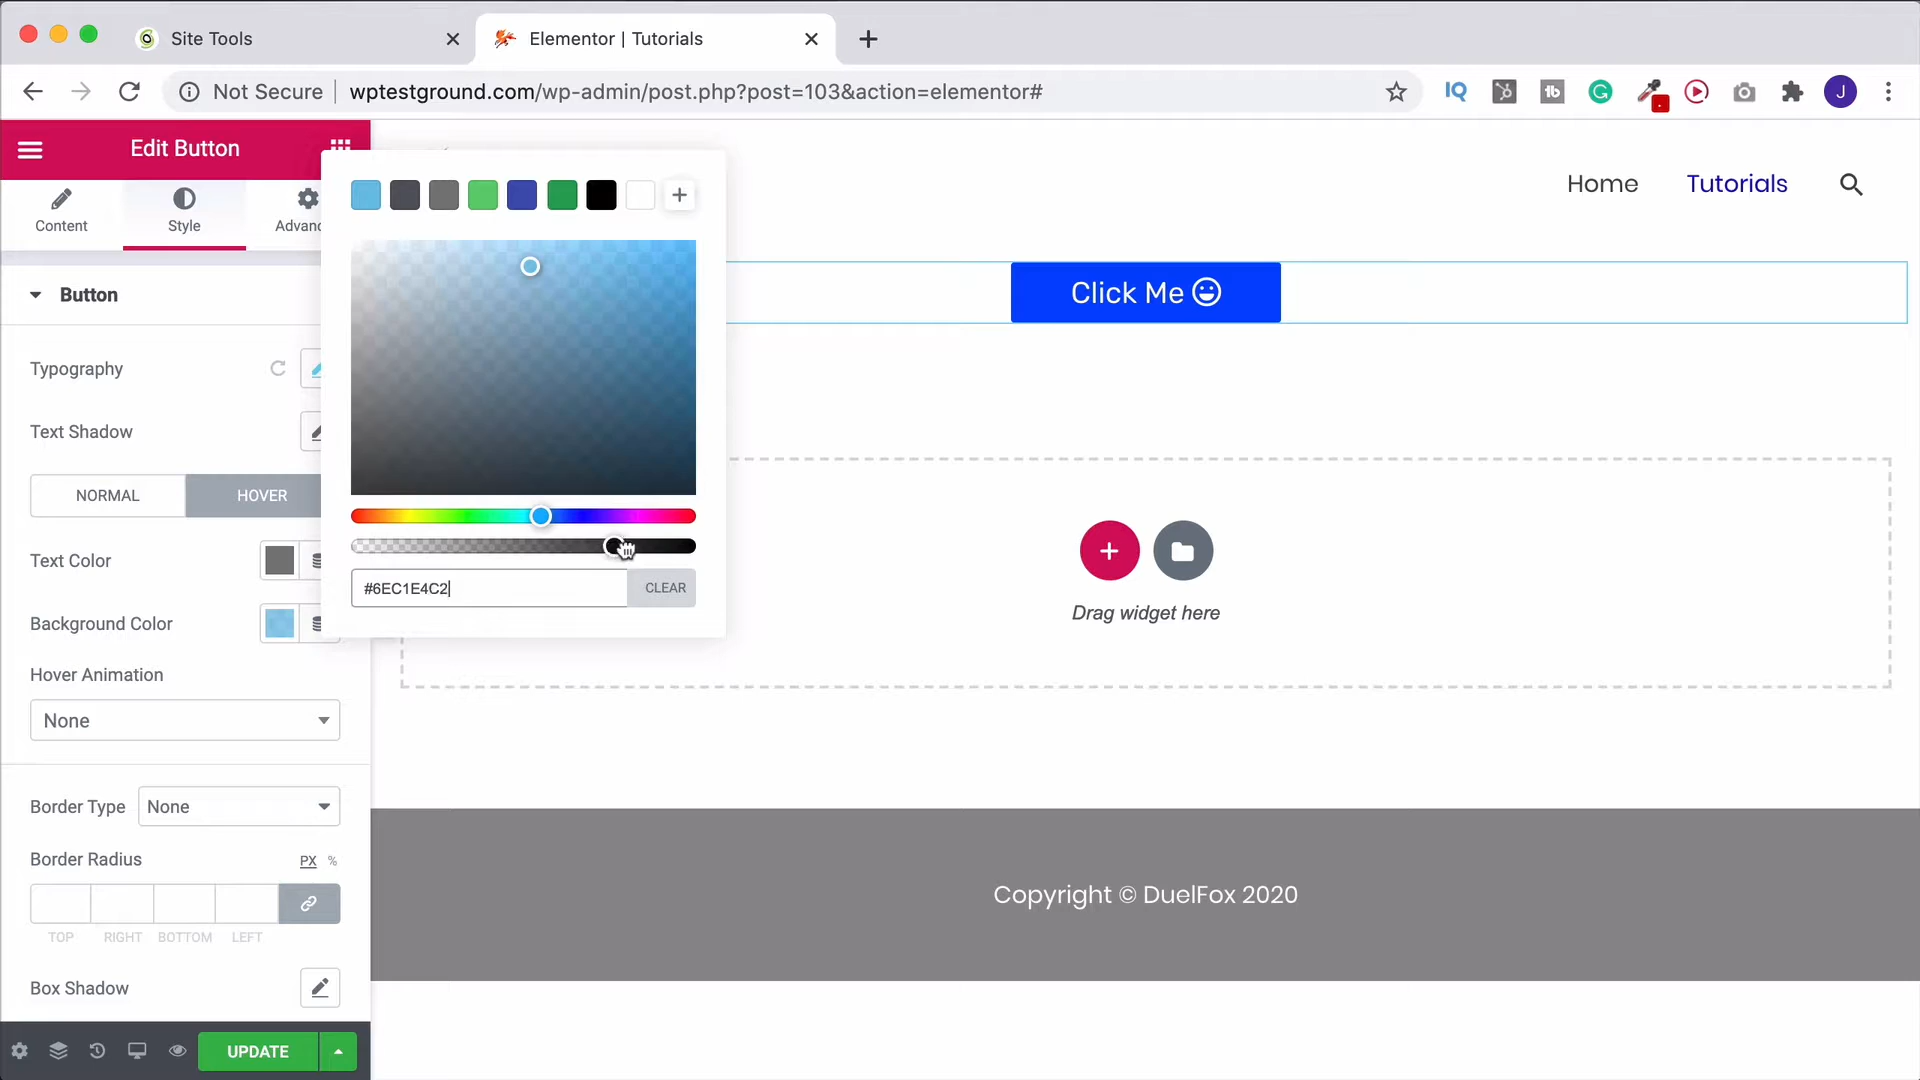 Site Tools
Elementor | Tutorials
Not Secure
wptestground.com/wp-admin/post.php?post=103&action=elementor#
IQ
tb
J
Edit Button
Content
Style
Advan
Button
Typography
Text Shadow
NORMAL
HOVER
Text Color
Background Color
Hover Animation
None
Border Type
None
Border Radius
PX
%
TOP
RIGHT
BOTTOM
LEFT
Box Shadow
UPDATE
#6EC1E4C2
CLEAR
Home
Tutorials
Click Me
Drag widget here
Copyright © DuelFox 2020